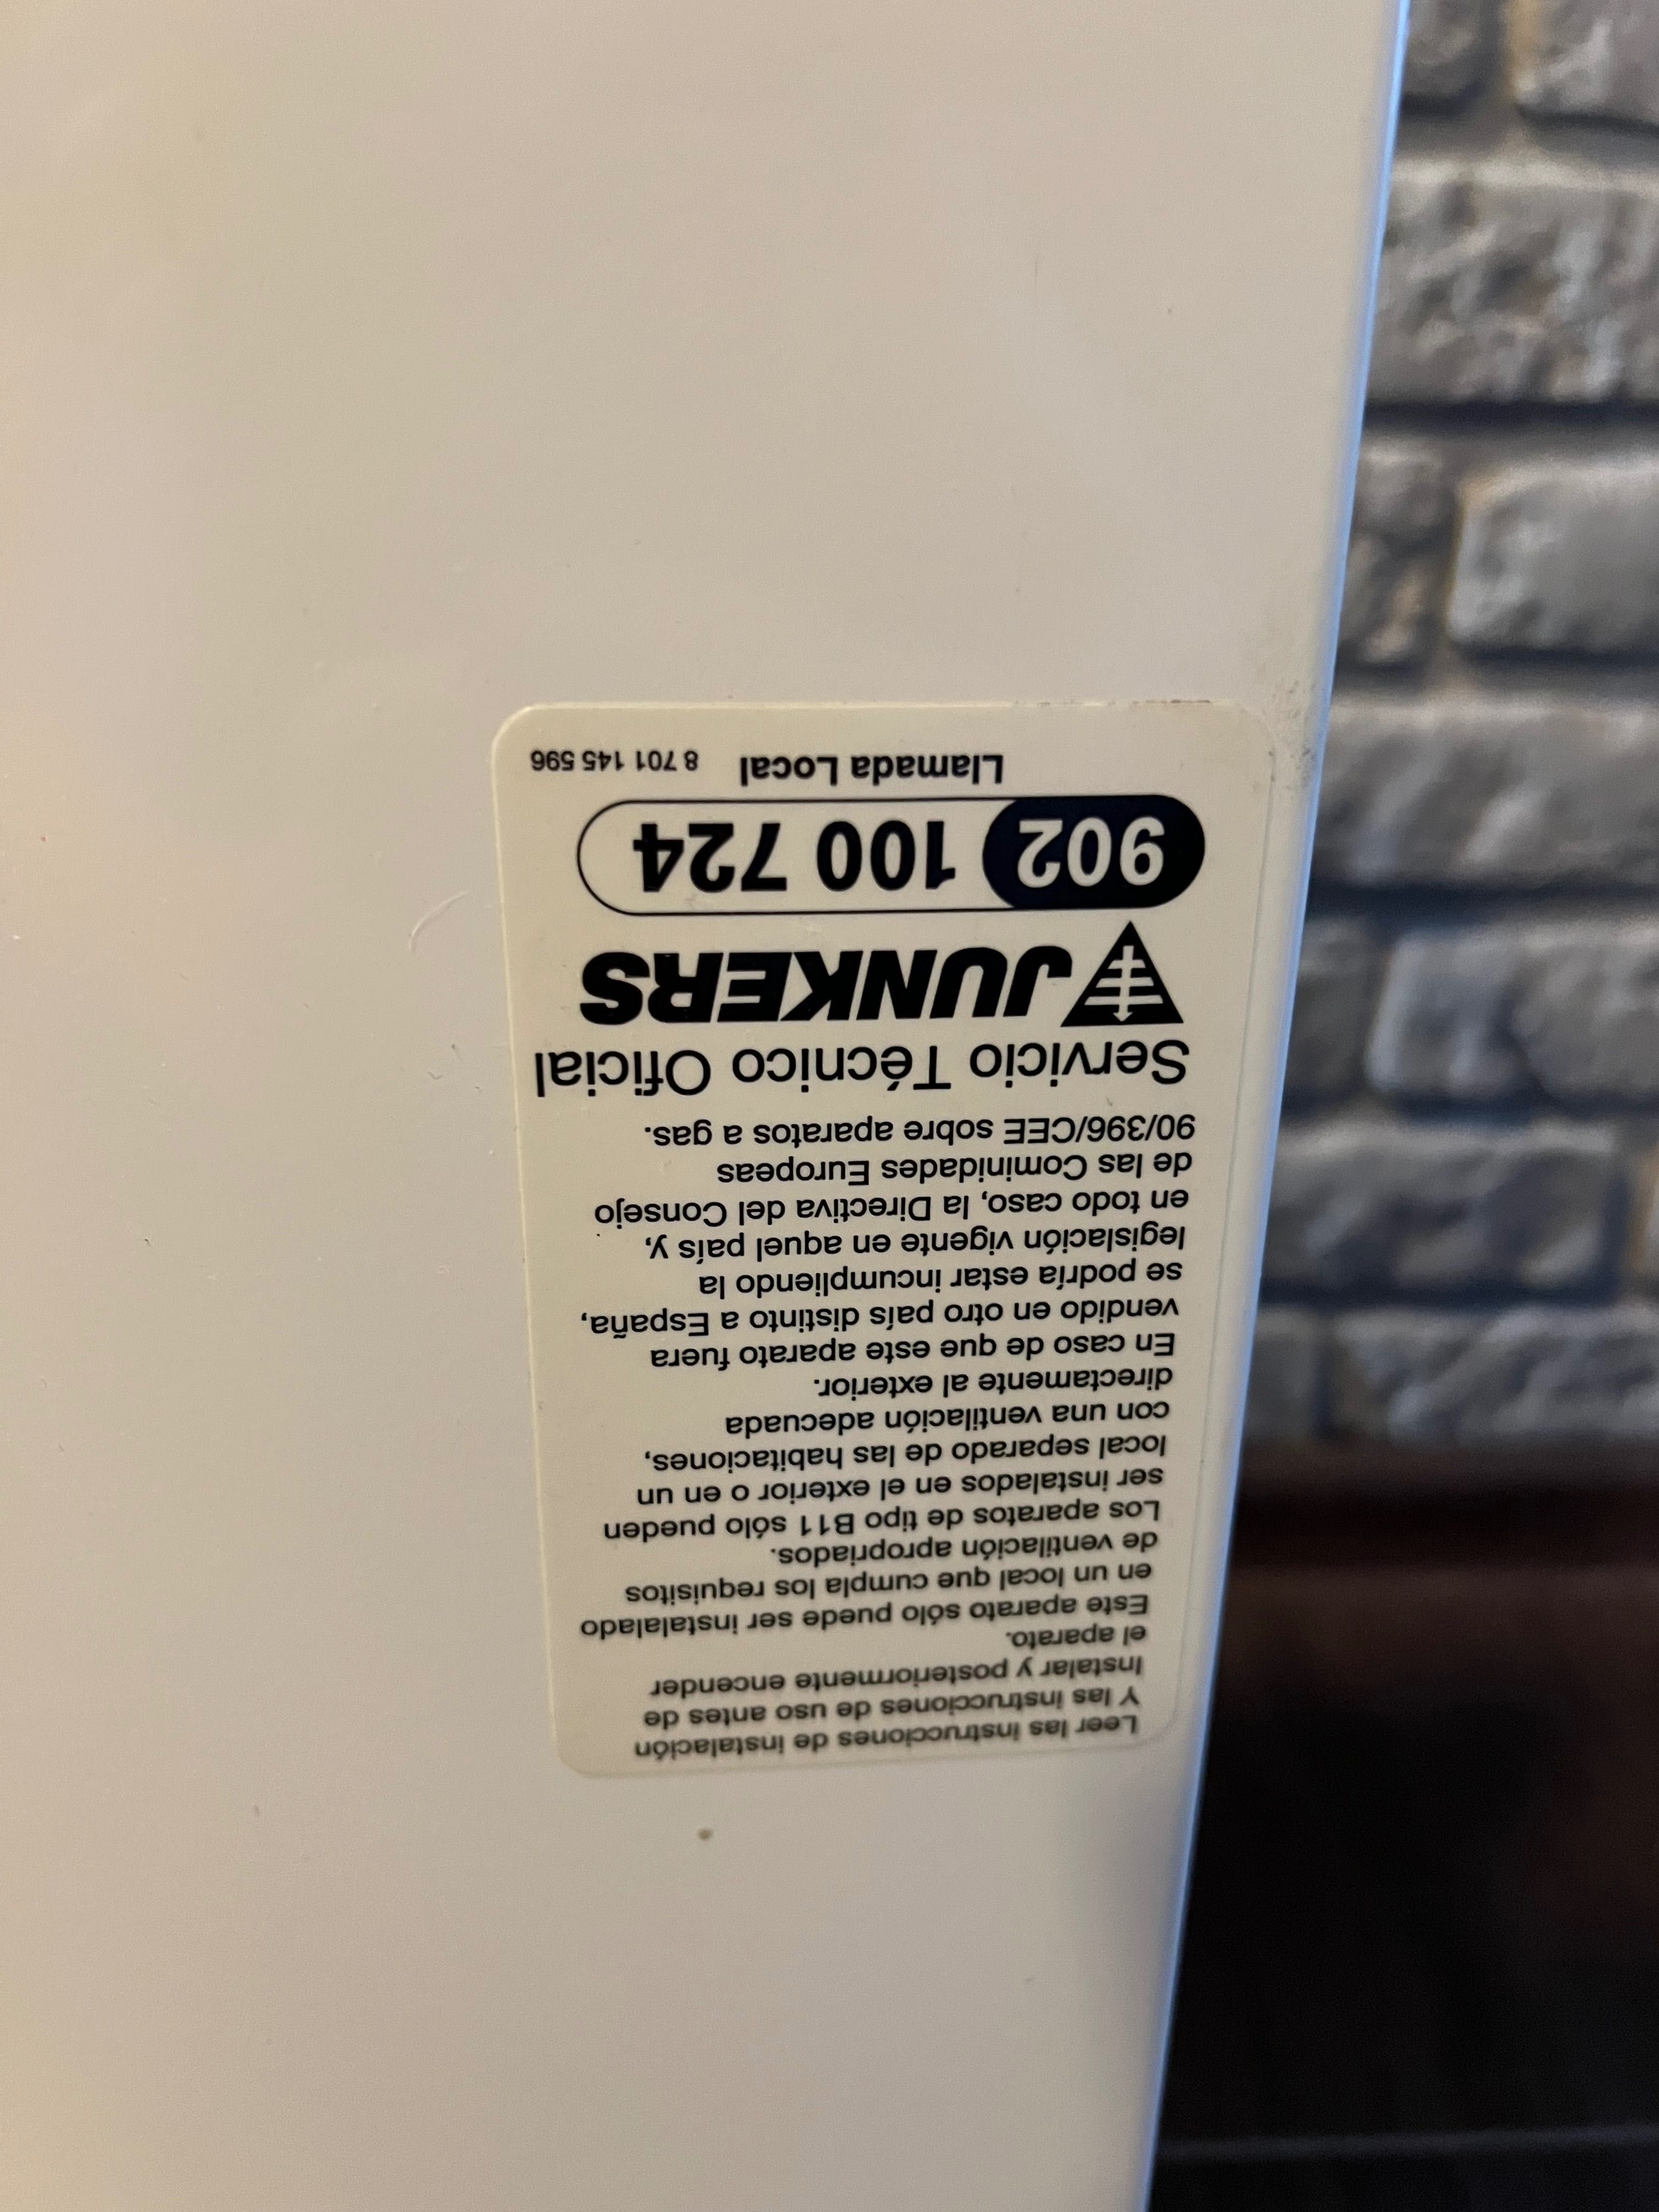 Leer las instrucciones de instalación
Y las instrucciones de uso antes de
Instalar y posteriormente encender
el aparato.
Este aparato sólo puede ser instalalado
en un local que cumpla los requisitos
de ventilación apropriados.
Los aparatos de tipo B11 sólo pueden
ser instalados en el exterior o en un
local separado de las habitaciones,
con una ventilación adecuada
directamente al exterior.
En caso de que este aparato fuera
vendido en otro país distinto a España,
se podría estar incumpliendo la
legislación vigente en aquel país y,
en todo caso, la Directiva del Consejo
de las Cominidades Europeas
90/396/CEE sobre aparatos a gas.
Servicio Técnico Oficial
JUNKERS
902 100 724
Llamada Local 8 701 145 596